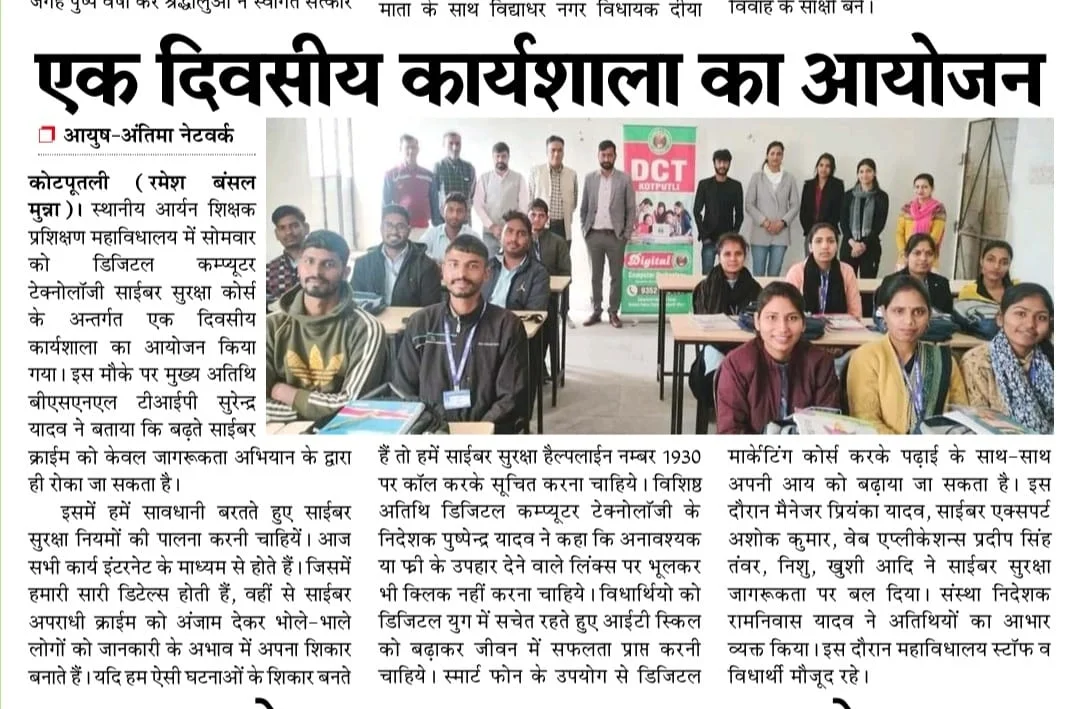 जगह पुष्प वर्षा कर श्रद्धालुओं ने स्वागत सत्कार
माता के साथ विद्याधर नगर विधायक दीया
विवाह के साक्षी बने।
एक दिवसीय कार्यशाला का आयोजन
आयुष-अंतिमा नेटवर्क
कोटपूतली (रमेश बंसल
मुन्ना)। स्थानीय आर्यन शिक्षक
प्रशिक्षण महाविधालय में सोमवार
को डिजिटल कम्प्यूटर
टेक्नोलॉजी साईबर सुरक्षा कोर्स
के अन्तर्गत एक दिवसीय
कार्यशाला का आयोजन किया
गया। इस मौके पर मुख्य अतिथि
बीएसएनएल टीआईपी सुरेन्द्र
यादव ने बताया कि बढ़ते साईबर
क्राईम को केवल जागरूकता अभियान के द्वारा
ही रोका जा सकता है।
इसमें हमें सावधानी बरतते हुए साईबर
सुरक्षा नियमों की पालना करनी चाहियें। आज
सभी कार्य इंटरनेट के माध्यम से होते हैं। जिसमें
हमारी सारी डिटेल्स होती हैं, वहीं से साईबर
अपराधी क्राईम को अंजाम देकर भोले-भाले
लोगों को जानकारी के अभाव में अपना शिकार
बनाते हैं। यदि हम ऐसी घटनाओं के शिकार बनते
हैं तो हमें साईबर सुरक्षा हैल्पलाईन नम्बर 1930
पर कॉल करके सूचित करना चाहिये। विशिष्ट
अतिथि डिजिटल कम्प्यूटर टेक्नोलॉजी के
निदेशक पुष्पेन्द्र यादव ने कहा कि अनावश्यक
या फ्री के उपहार देने वाले लिंक्स पर भूलकर
भी क्लिक नहीं करना चाहिये। विधार्थियो को
डिजिटल युग में सचेत रहते हुए आईटी स्किल
को बढ़ाकर जीवन में सफलता प्राप्त करनी
चाहिये। स्मार्ट फोन के उपयोग से डिजिटल
मार्केटिंग कोर्स करके पढ़ाई के साथ-साथ
अपनी आय को बढ़ाया जा सकता है। इस
दौरान मैनेजर प्रियंका यादव, साईबर एक्सपर्ट
अशोक कुमार, वेब एप्लीकेशन्स प्रदीप सिंह
तंवर, निशु, खुशी आदि ने साईबर सुरक्षा
जागरूकता पर बल दिया। संस्था निदेशक
रामनिवास यादव ने अतिथियों का आभार
व्यक्त किया। इस दौरान महाविधालय स्टॉफ व
विधार्थी मौजूद रहे।
DCT
KOTPUTLI
Digital
Computer
9352